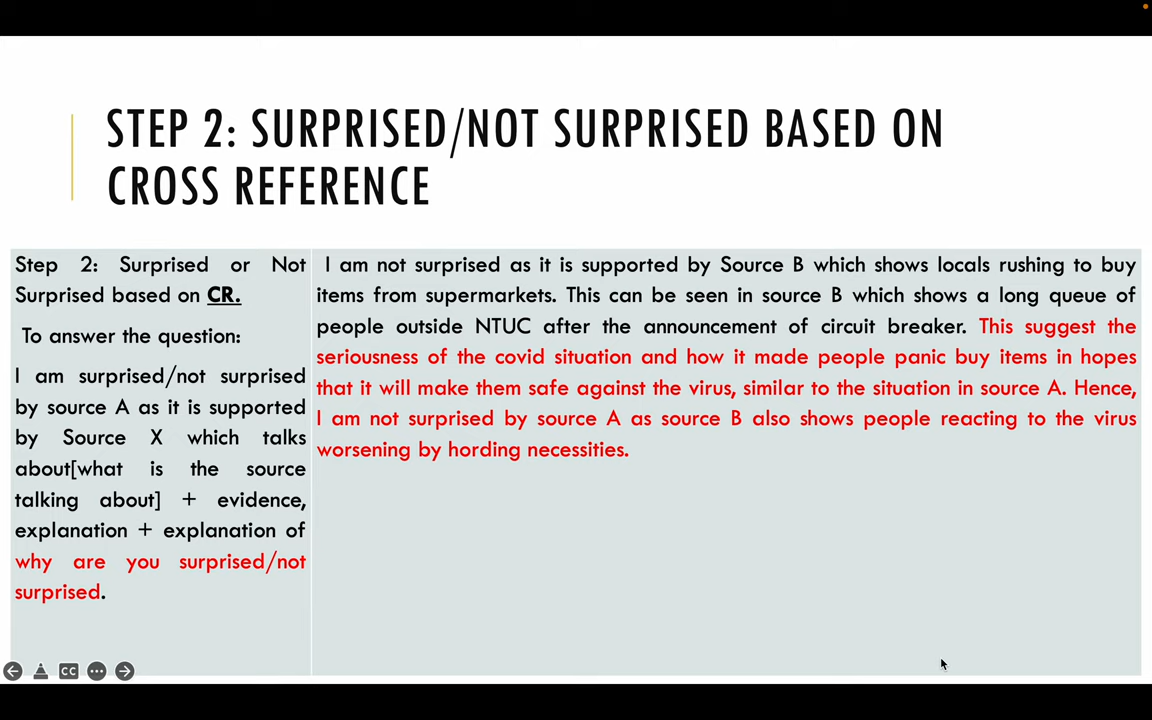 STEP 2: SURPRISED/NOT SURPRISED BASED ON
CROSS REFERENCE
Step 2: Surprised or Not
Surprised based on CR.
To answer the question:
I am surprised/not surprised
by source A as it is supported
by Source X which talks
about[what is the source
talking about] + evidence,
explanation + explanation of
why are you surprised/not
surprised.
I am not surprised as it is supported by Source B which shows locals rushing to buy
items from supermarkets. This can be seen in source B which shows a long queue of
people outside NTUC after the announcement of circuit breaker. This suggest the
seriousness of the covid situation and how it made people panic buy items in hopes
that it will make them safe against the virus, similar to the situation in source A. Hence,
I am not surprised by source A as source B also shows people reacting to the virus
worsening by hording necessities.
CC